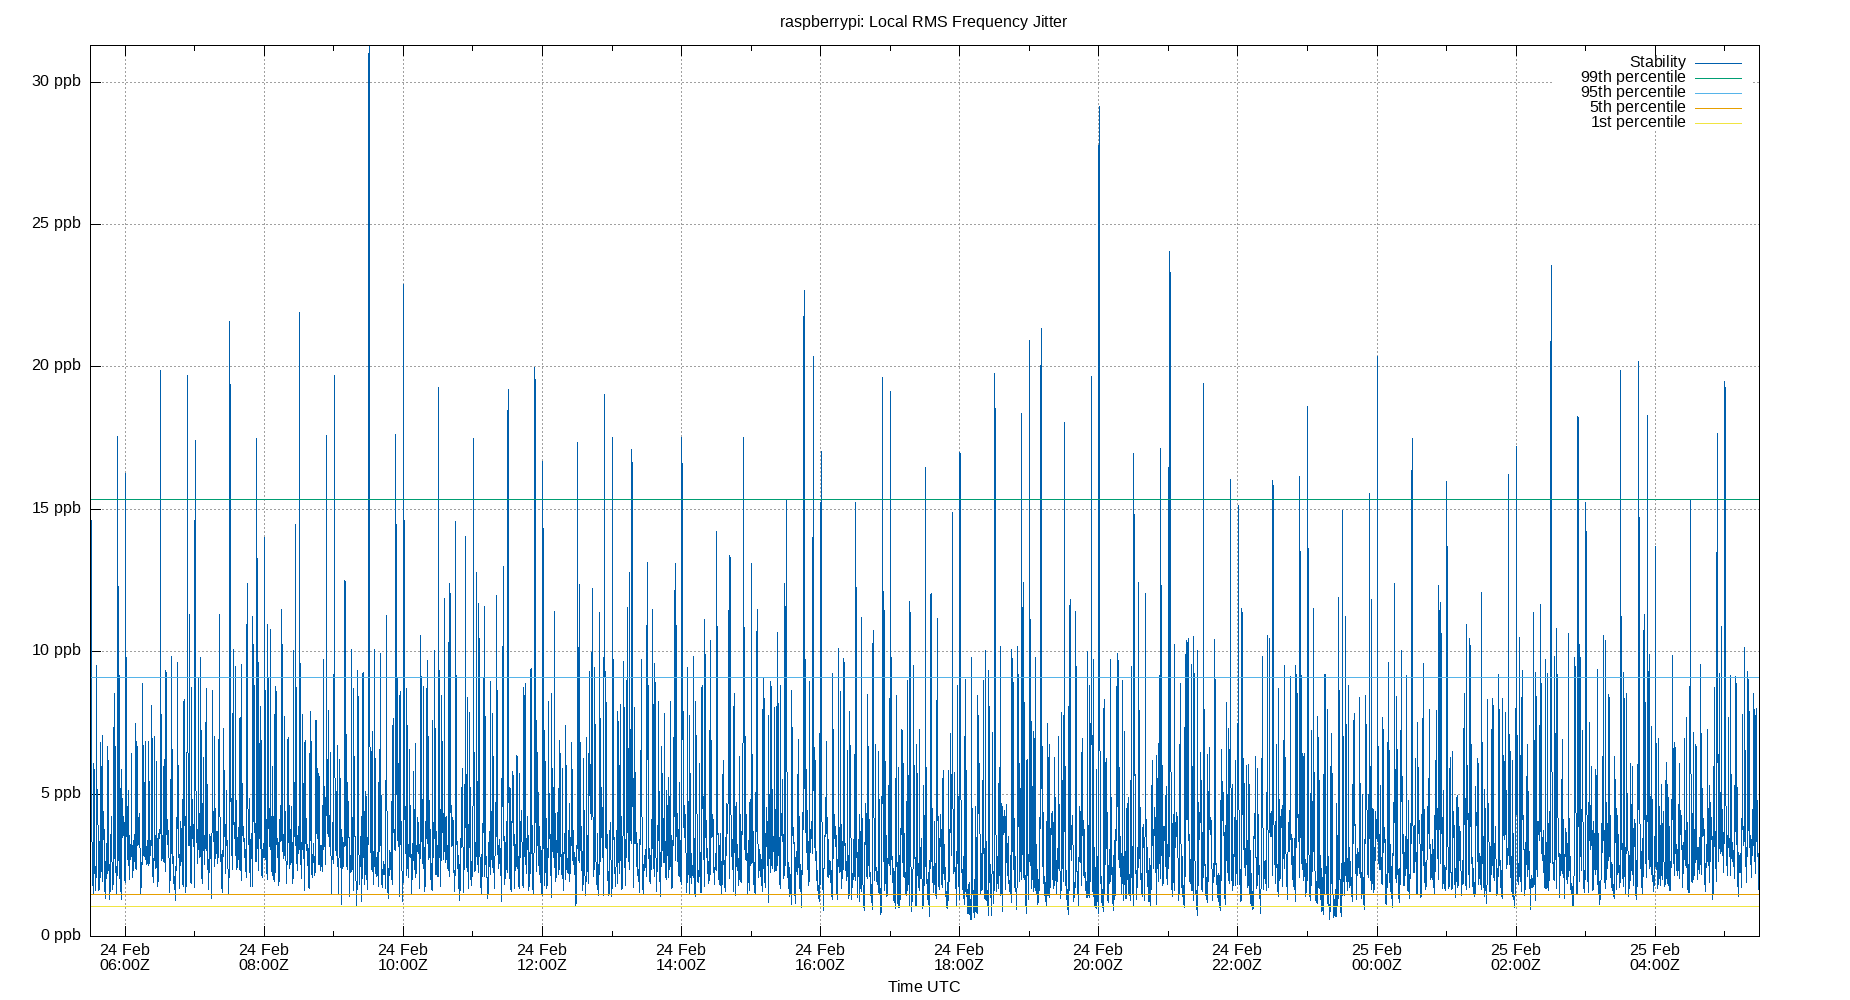 raspberrypi: Local RMS Frequency Jitter
Stability
99th percentile
95th percentile
5th percentile
1st percentile
30 ppb
25 ppb
20 ppb
15 ppb
10 ppb
5 ppb
0 ppb
24 Feb 24 Feb 24 Feb 24 Feb 24 Feb 24 Feb 24 Feb 24 Feb 24 Feb 25 Feb 25 Feb 25 Feb
06:00Z 08:00Z 10:00Z 12:00Z 14:00Z 16:00Z 18:00Z 20:00Z 22:00Z 00:00Z 02:00Z 04:00Z
Time UTC